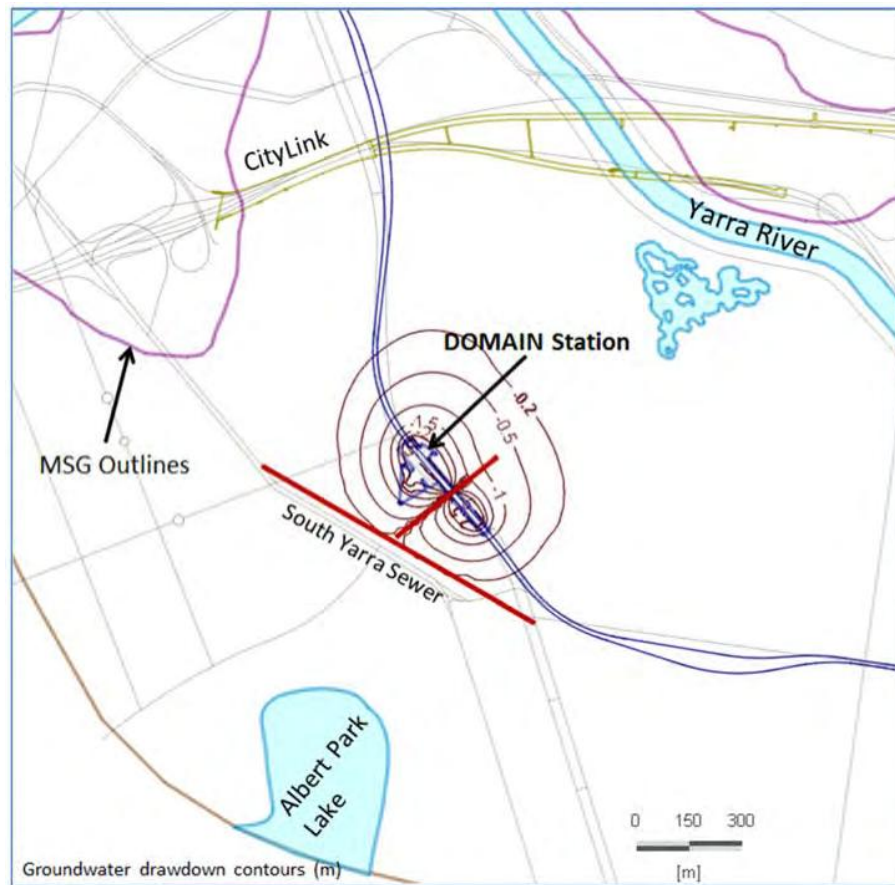 CityLink
Yarra River
DOMAIN Station
-0.2
-1.5
-0.5
MSG Outlines
-1
South Yarra Sewer
Albert Park
Lake
0 150 300
[m]
Groundwater drawdown contours (m)